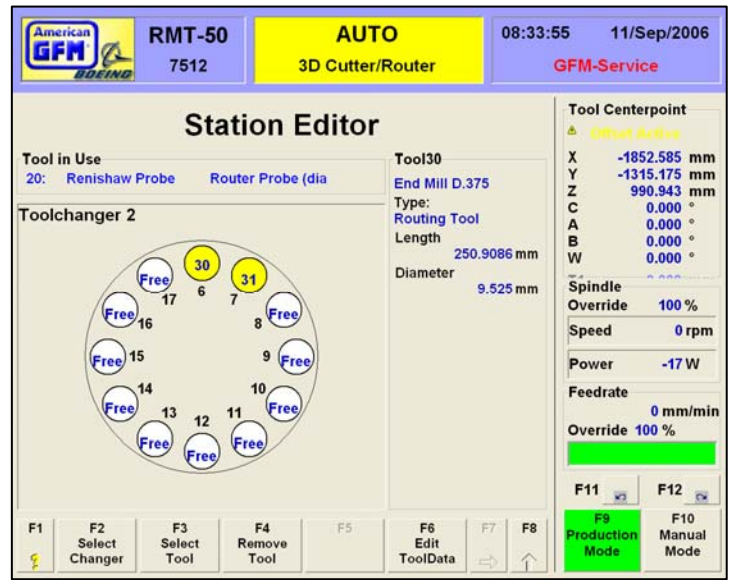 American
GFM
BOEING
RMT-50
7512
AUTO
3D Cutter/Router
08:33:55 11/Sep/2006
GFM-Service
Station Editor
Tool in Use
20: Renishaw Probe Router Probe (dia
Toolchanger 2
30
6
31
7
Free
8
9 Free
10
Free
11
Free
12
Free
13
Free
14
Free
Free 15
Free
16
Free
17
Tool30
End Mill D.375
Type:
Routing Tool
Length
250.9086 mm
Diameter
9.525 mm
Tool Centerpoint
Offset Active
X -1852.585 mm
Y -1315.175 mm
Z 990.943 mm
C 0.000 °
A 0.000 °
B 0.000 °
W 0.000 °
Spindle
Override 100 %
Speed 0 rpm
Power -17 W
Feedrate
0 mm/min
Override 100 %
F11 F12
F1
F2
Select
Changer
F3
Select
Tool
F4
Remove
Tool
F5
F6
Edit
ToolData
F7
F8
F9
Production
Mode
F10
Manual
Mode